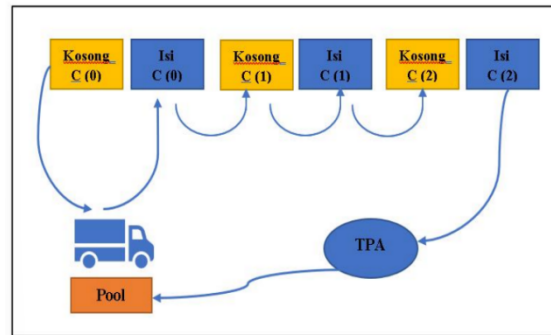 Kosong
C (0)
Isi
C (0)
Kosong
C (1)
Isi
C (1)
Kosong
C (2)
Isi
C (2)
TPA
Pool